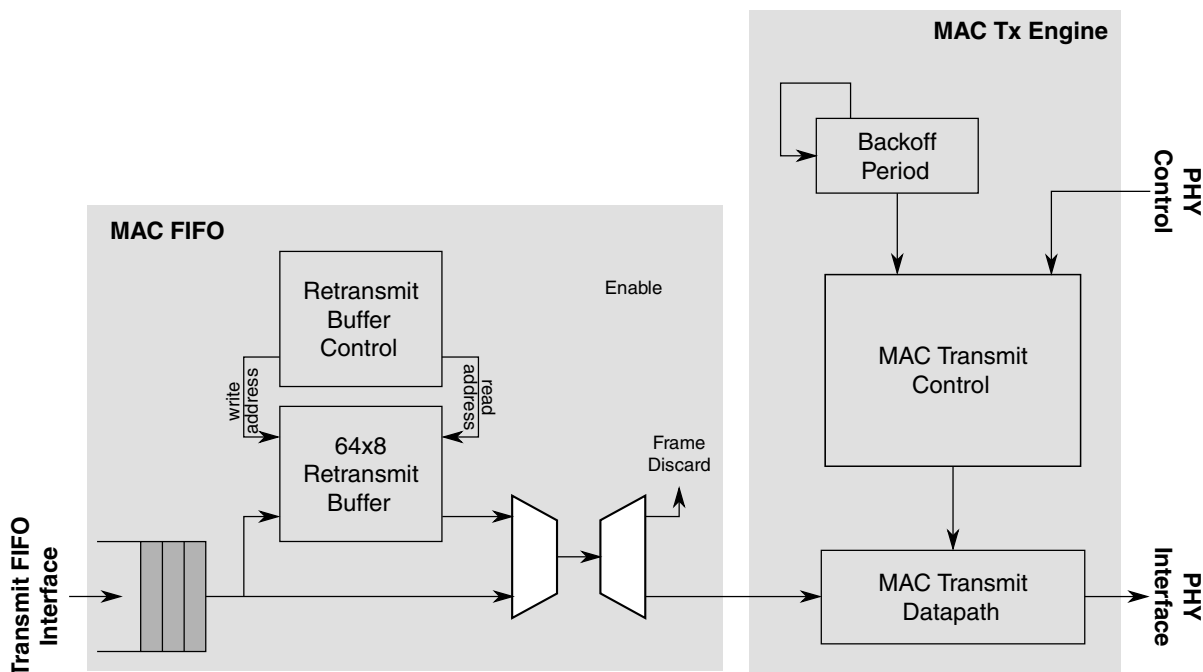 MAC Tx Engine
Backoff
Period
PHY
Control
MAC FIFO
Retransmit
Buffer
Control
Enable
MAC Transmit
Control
write
address
read
address
64x8
Retransmit
Buffer
Frame
Discard
Transmit FIFO
Interface
MAC Transmit
Datapath
PHY
Interface